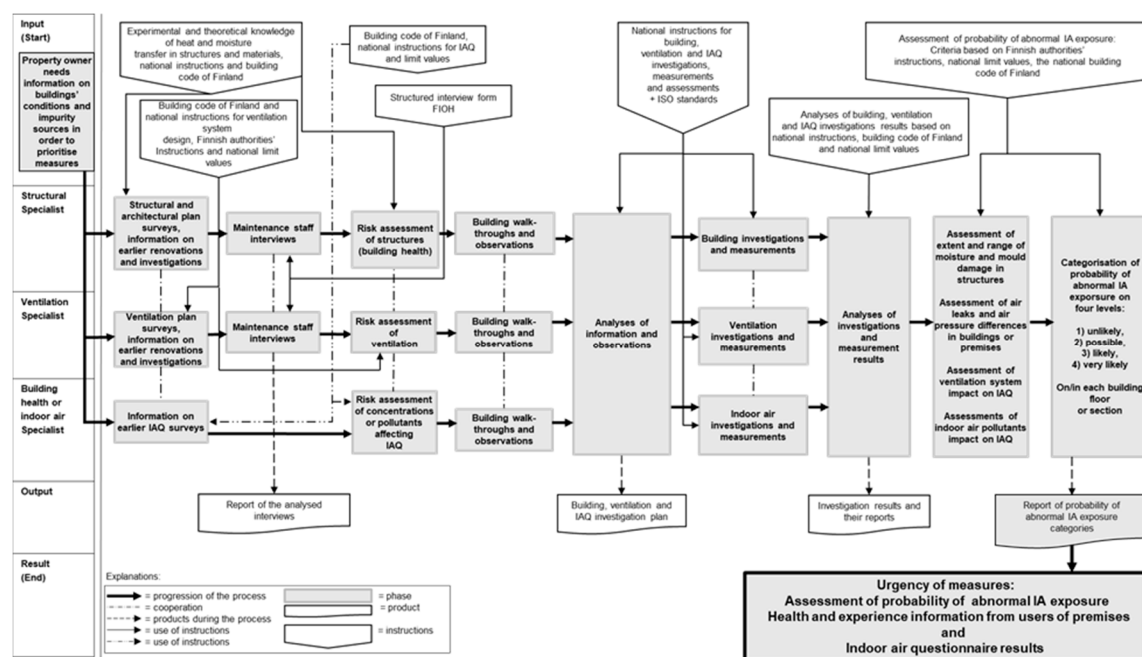 Input
(Start)
Property owner
needs
information on
buildings'
conditions and
impurity
sources in
order to
prioritise
measures
Experimental and theoretical knowledge
of heat and moisture
transfer in structures and materials,
national instructions and building
code of Finland
Building code of Finland and
national instructions for ventilation
system
design, Finnish authorities'
Instructions and national limit
values
Building code of Finland,
national instructions for IAQ
and limit values
Structured interview form
FIOH
National instructions for
building,
ventilation and IAQ
investigations,
measurements
and assessments
+ ISO standards
Analyses of building, ventilation
and IAQ investigations results based on
national instructions, building code of Finland
and national limit values
Assessment of probability of abnormal IA exposure:
Criteria based on Finnish authorities'
instructions, national limit values, the national building
code of Finland
Structural
Specialist
Structural and
architectural plan
surveys,
information on
earlier renovations
and investigations
Maintenance staff
interviews
Risk assessment
of structures
(building health)
Building walk-
throughs and
observations
Ventilation
Specialist
Ventilation plan
surveys,
information on
earlier renovations
and investigations
Maintenance staff
interviews
Risk assessment
of
ventilation
Building walk-
throughs and
observations
Building
health or
indoor air
Specialist
Information on
earlier IAQ surveys
Risk assessment
of concentrations
or pollutants
affecting
IAQ
Building walk-
throughs and
observations
Analyses of
information and
observations
Building investigations
and measurements
Ventilation
investigations and
measurements
Indoor air
investigations and
measurements
Analyses of
investigations
and
measurement
results
Assessment of
extent and range of
moisture and mould
damage in
structures
Assessment of air
leaks and air
pressure differences
in buildings or
premises
Assessment of
ventilation system
impact on IAQ
Assessments of
indoor air pollutants
impact on IAQ
Categorisation of
probability of
abnormal IA
exporsure on
four levels:
1) unlikely,
2) possible,
3) likely,
4) very likely
On/in each building,
floor
or section
Output
Report of the analysed
interviews
Building, ventilation and
IAQ investigation plan
Investigation results and
their reports
Report of probability of
abnormal IA exposure
categories
Result
(End)
Explanations:
= progression of the process
= cooperation
= products during the process
= use of instructions
= use of instructions
= phase
= product
= instructions
Urgency of measures:
Assessment of probability of abnormal IA exposure
Health and experience information from users of premises
and
Indoor air questionnaire results